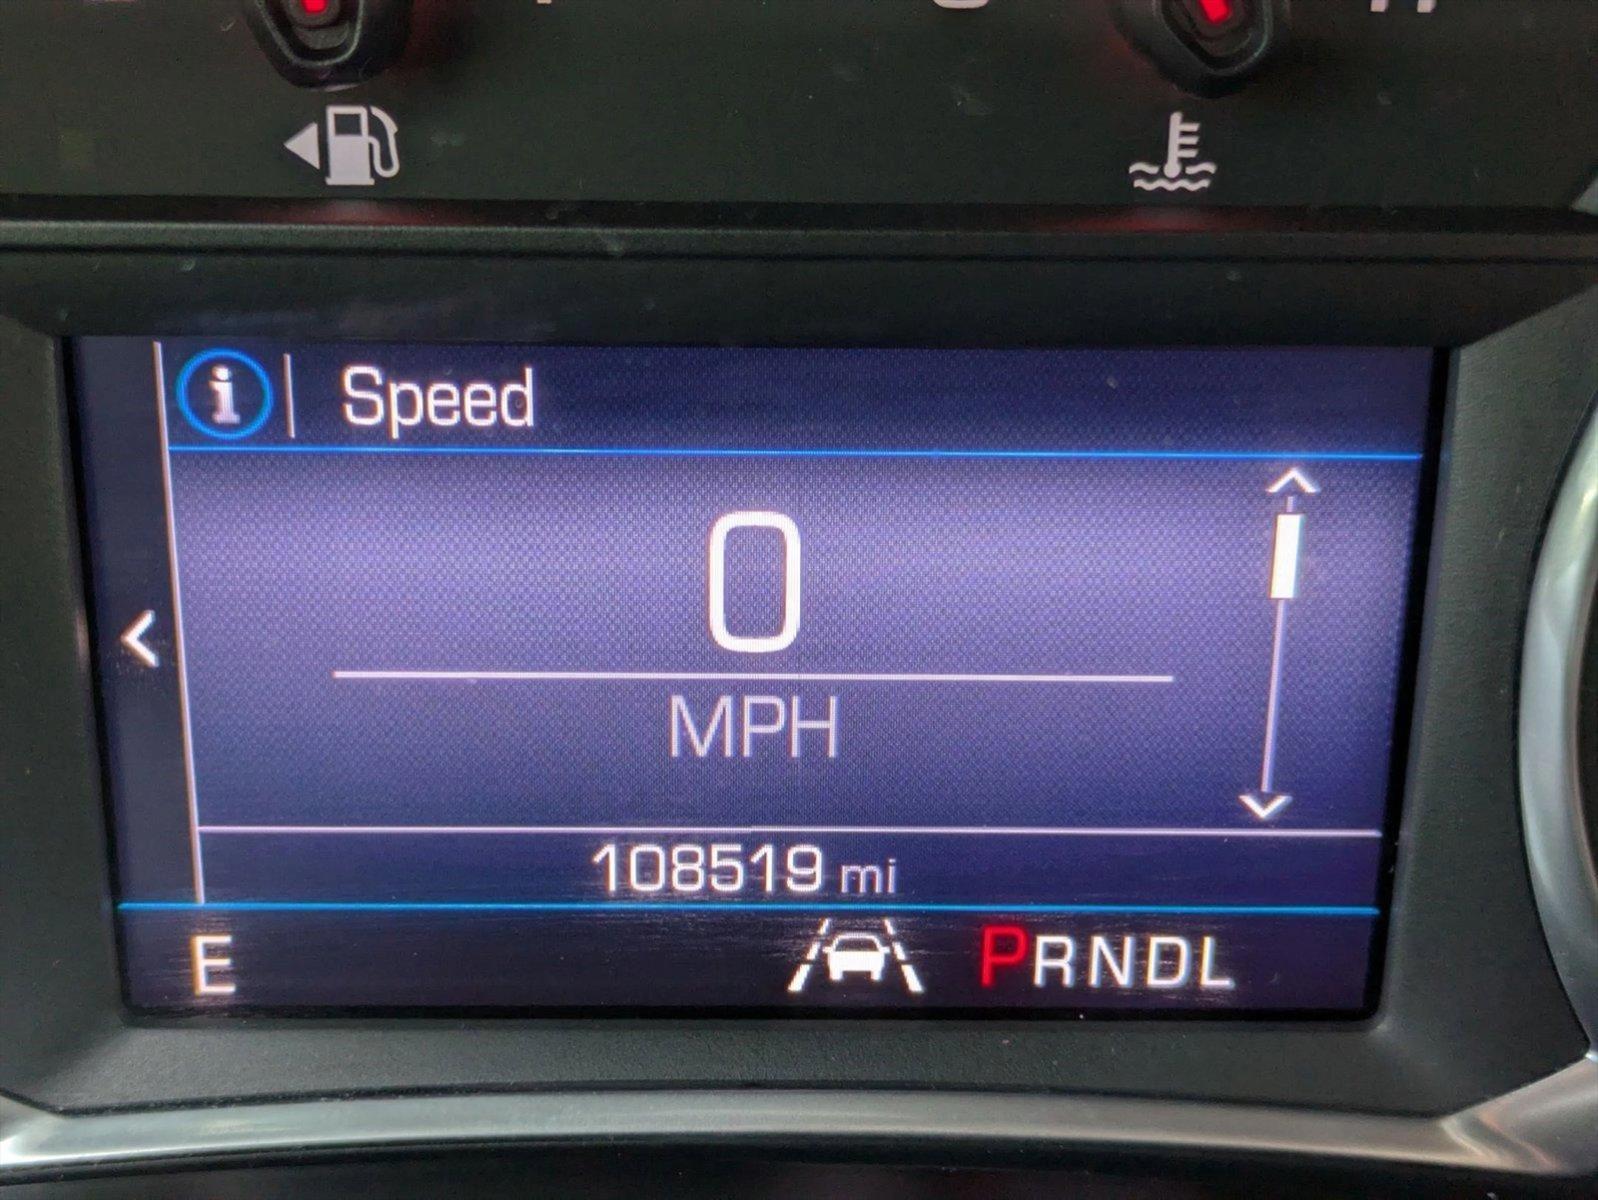 i Speed
0
MPH
108519 mi
E PRNDL